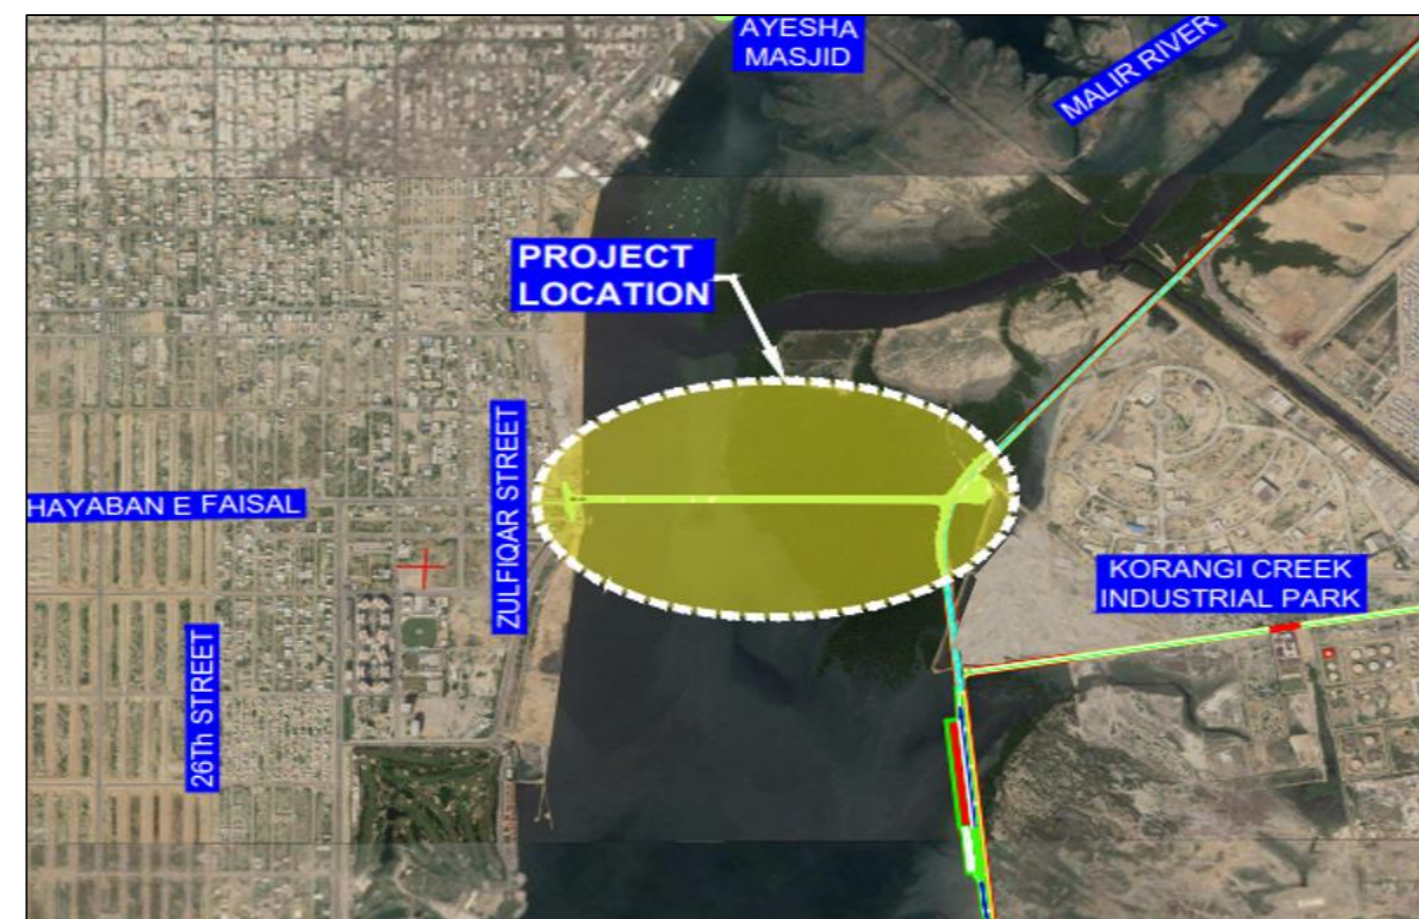 AYESHA
MASJID
MALIR RIVER
PROJECT
LOCATION
ZULFIQAR STREET
HAYABAN E FAISAL
KORANGI CREEK
INDUSTRIAL PARK
26Th STREET